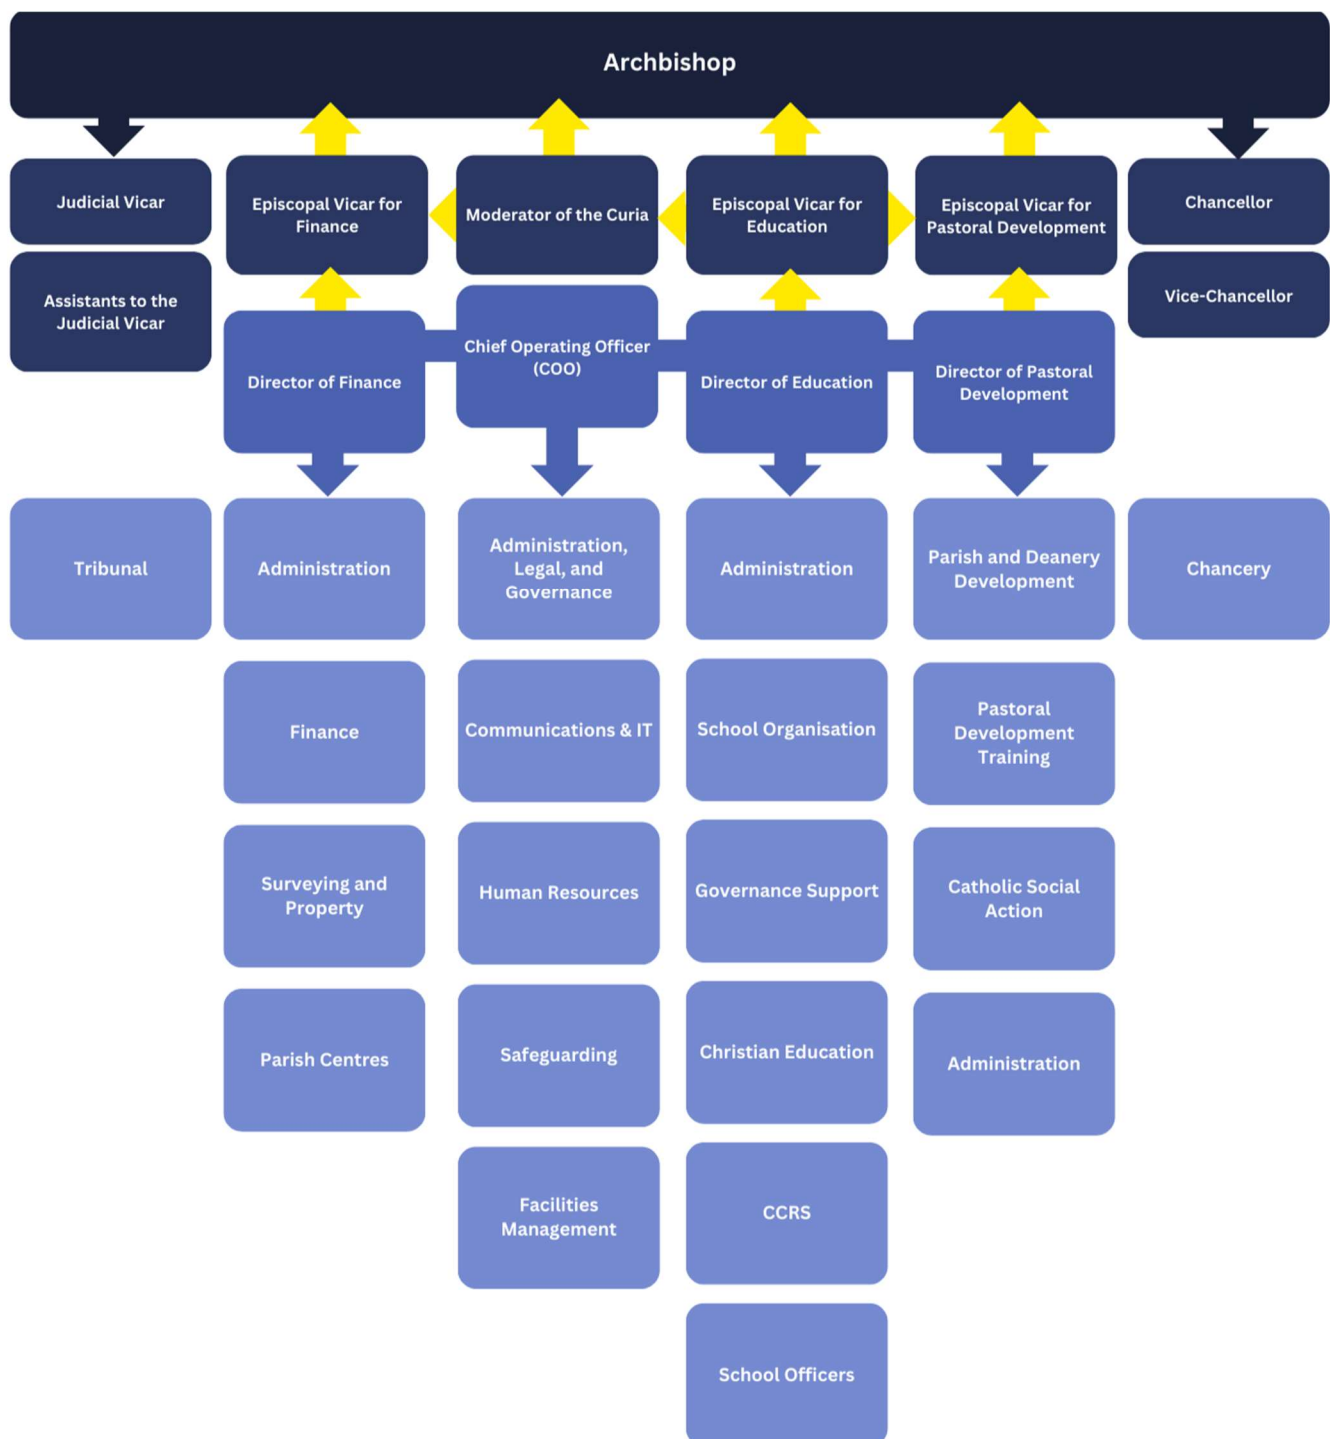 Archbishop
Judicial Vicar
Episcopal Vicar for
Finance
Moderator of the Curia
Episcopal Vicar for
Education
Episcopal Vicar for
Pastoral Development
Chancellor
Assistants to the
Judicial Vicar
Vice-Chancellor
Director of Finance
Chief Operating Officer
(COO)
Director of Education
Director of Pastoral
Development
Tribunal
Administration
Administration,
Legal, and
Governance
Administration
Parish and Deanery
Development
Chancery
Finance
Communications & IT
School Organisation
Pastoral
Development
Training
Surveying and
Property
Human Resources
Governance Support
Catholic Social
Action
Parish Centres
Safeguarding
Christian Education
Administration
Facilities
Management
CCRS
School Officers